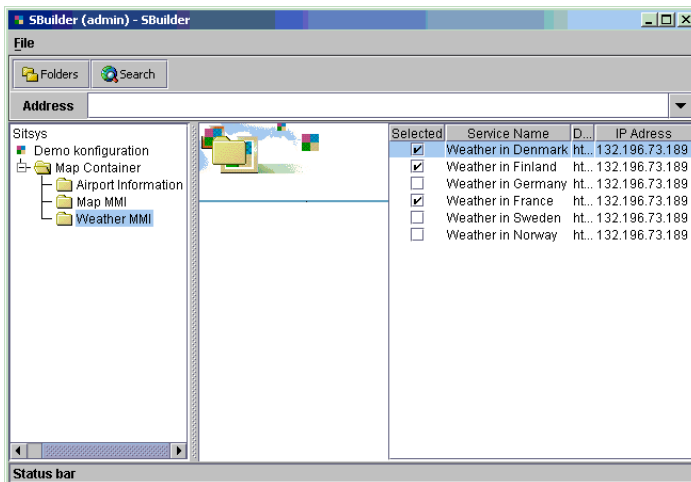 SBuilder (admin) - SBuilder
File
Folders Search
Address
Sitsys
Demo konfiguration
Map Container
Airport Information
Map MMI
Weather MMI
Selected Service Name D... IP Adress
Weather in Denmark ht... 132.196.73.189
Weather in Finland ht... 132.196.73.189
Weather in Germany ht... 132.196.73.189
Weather in France ht... 132.196.73.189
Weather in Sweden ht... 132.196.73.189
Weather in Norway ht... 132.196.73.189
Status bar